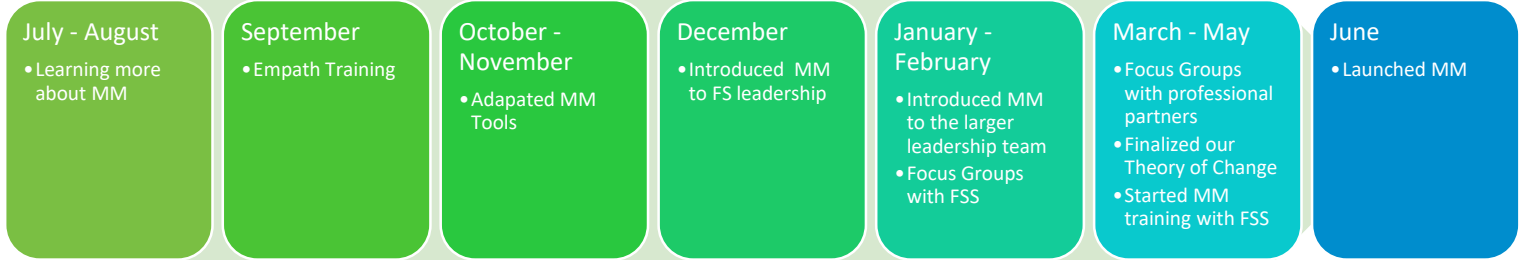 July - August
•Learning more
about MM
September
•Empath Training
October -
November
•Adapated MM
Tools
December
•Introduced  MM
to FS leadership
January -
February
•Introduced MM
to the larger
leadership team
•Focus Groups
with FSS
March - May
•Focus Groups
with professional
partners
•Finalized our
Theory of Change
•Started MM
training with FSS
June
•Launched MM